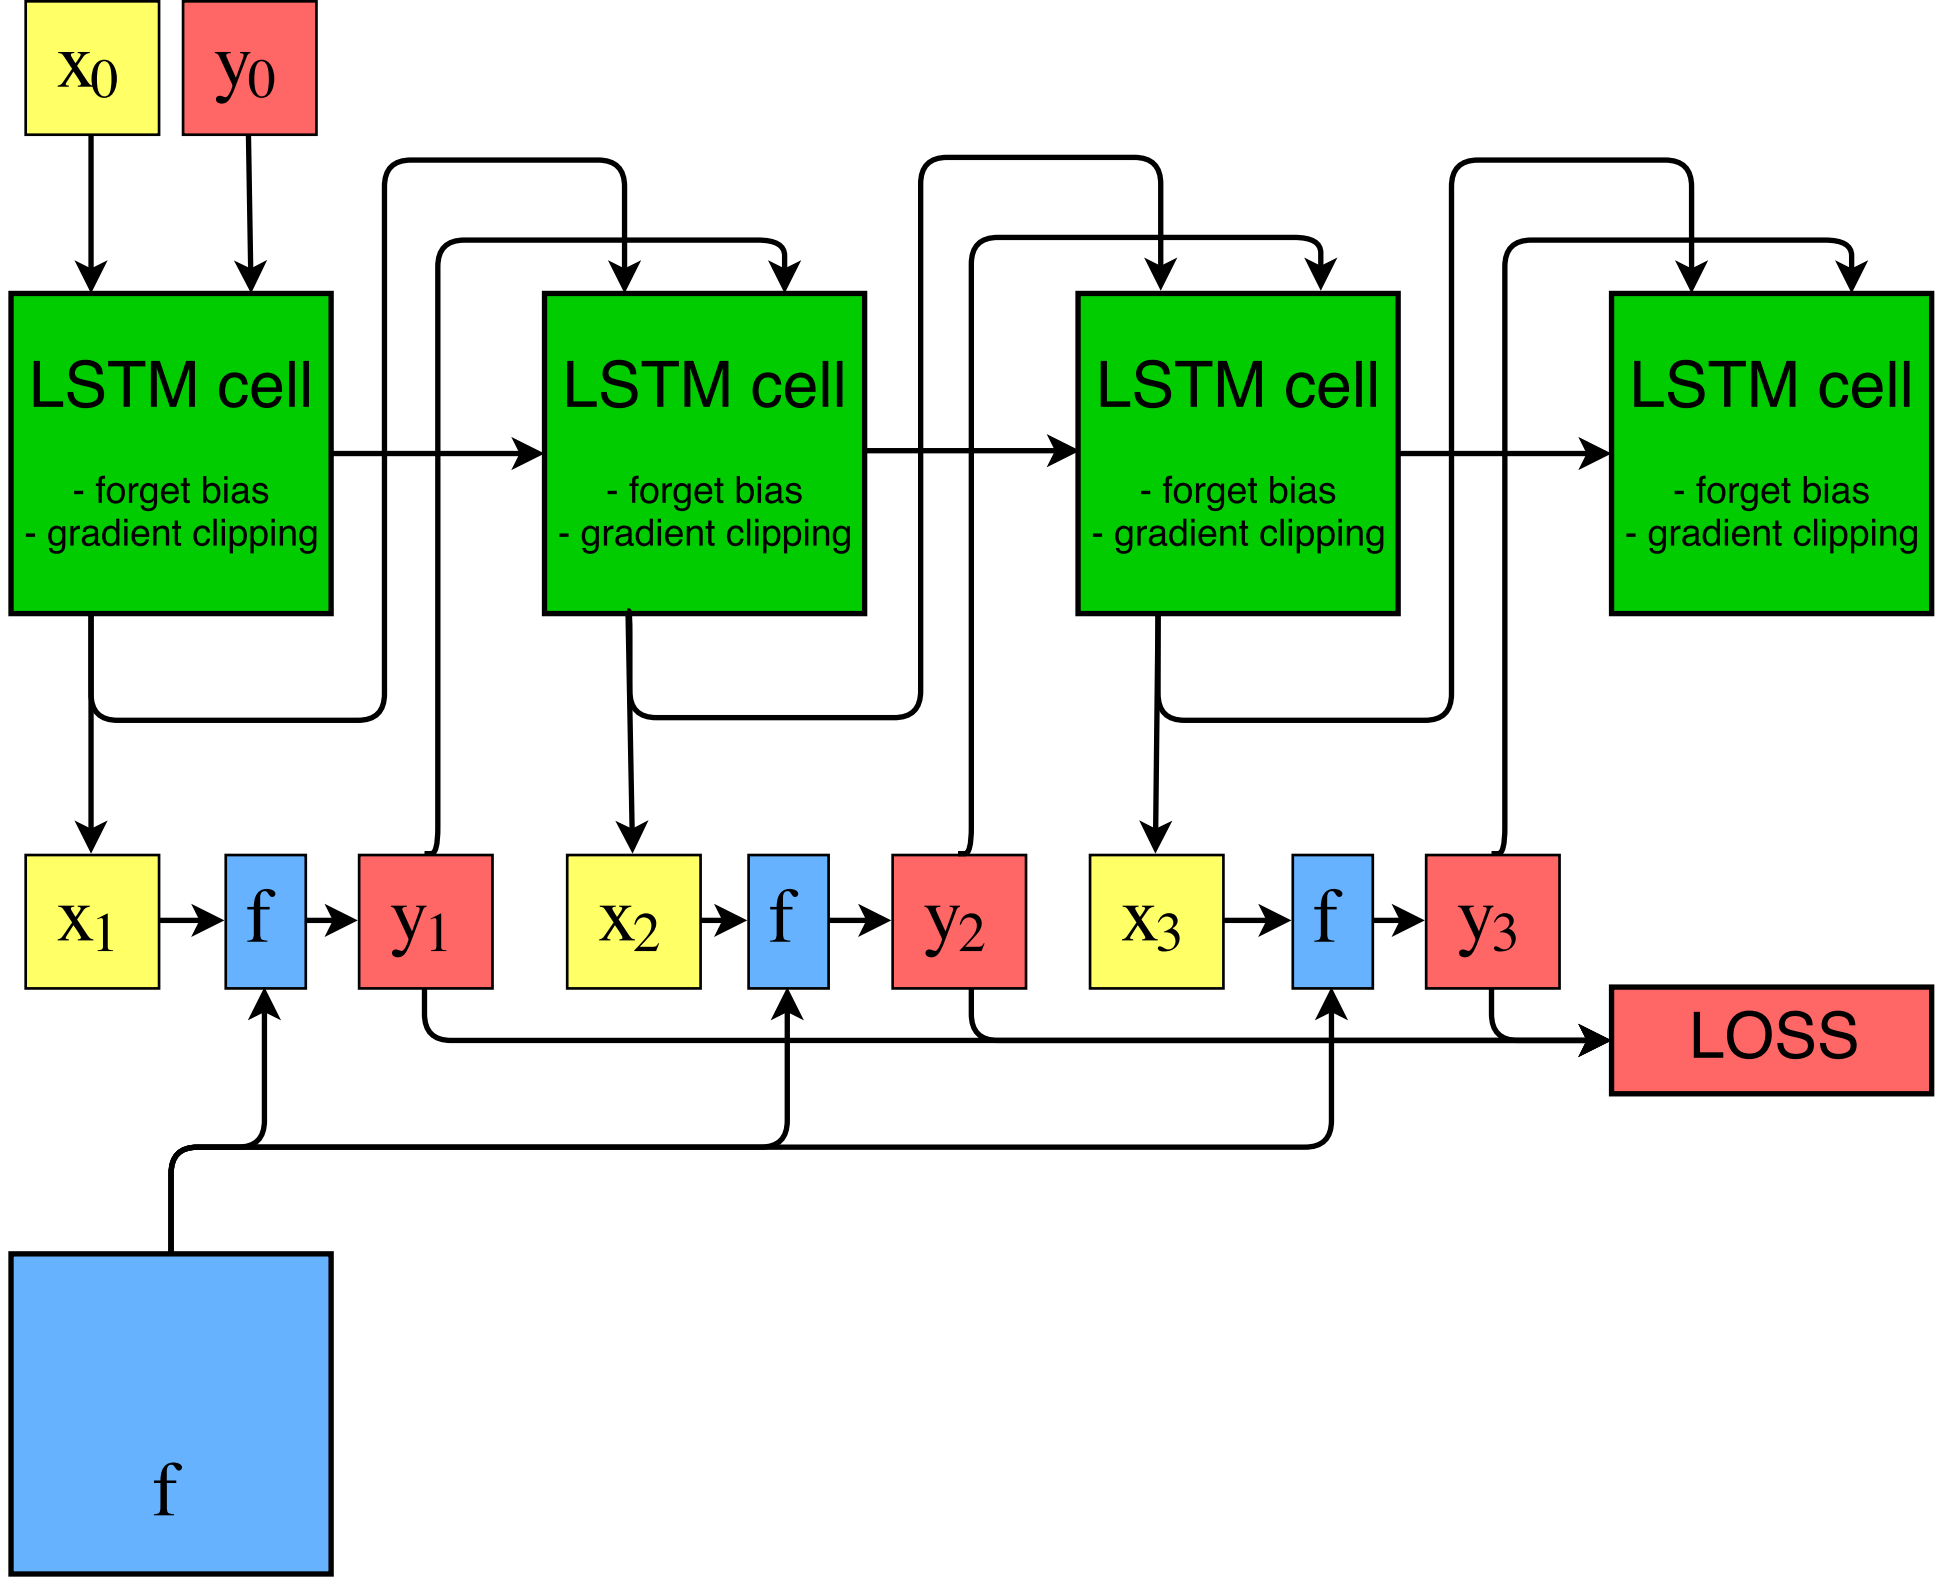 x₀ y₀
LSTM cell
- forget bias
- gradient clipping
LSTM cell
- forget bias
- gradient clipping
LSTM cell
- forget bias
- gradient clipping
LSTM cell
- forget bias
- gradient clipping
x₁ f y₁ x₂ f y₂ x₃ f y₃
LOSS
f